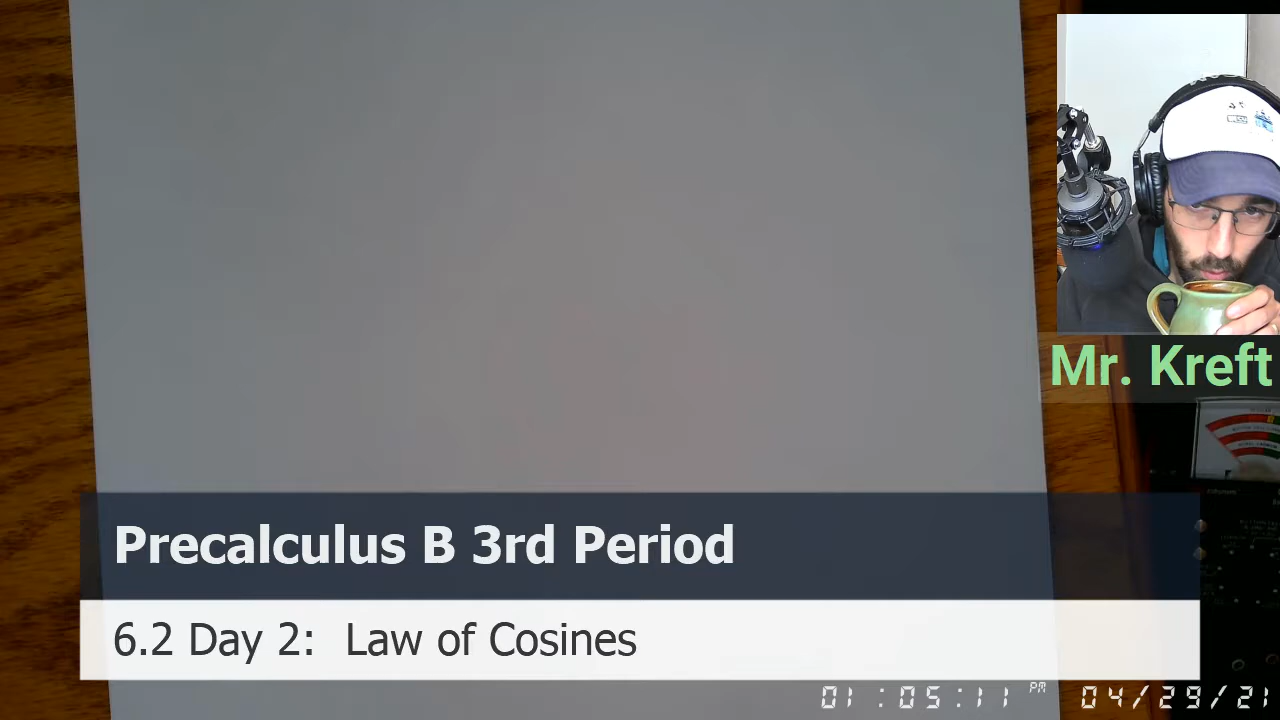 Mr. Kreft
Precalculus B 3rd Period
6.2 Day 2: Law of Cosines
01:05:11 PM 04/29/21